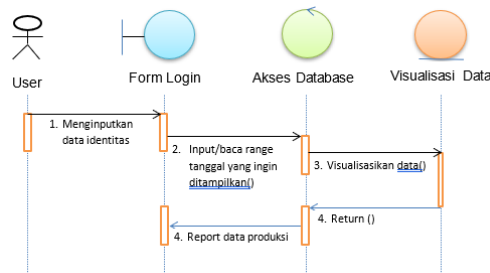 User
Form Login
Akses Database
Visualisasi Data
1. Menginputkan
data identitas
2. Input/baca range
tanggal yang ingin
ditampilkan()
3. Visualisasikan data()
4. Return ()
4. Report data produksi